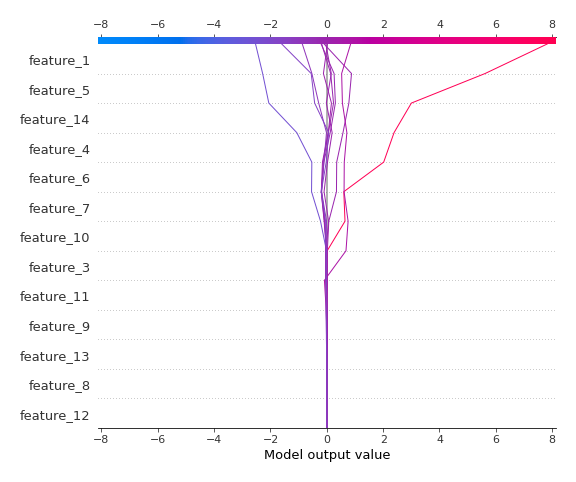 −8 −6 −4 −2 0 2 4 6 8
feature_1
feature_5
feature_14
feature_4
feature_6
feature_7
feature_10
feature_3
feature_11
feature_9
feature_13
feature_8
feature_12
−8 −6 −4 −2 0 2 4 6 8
Model output value